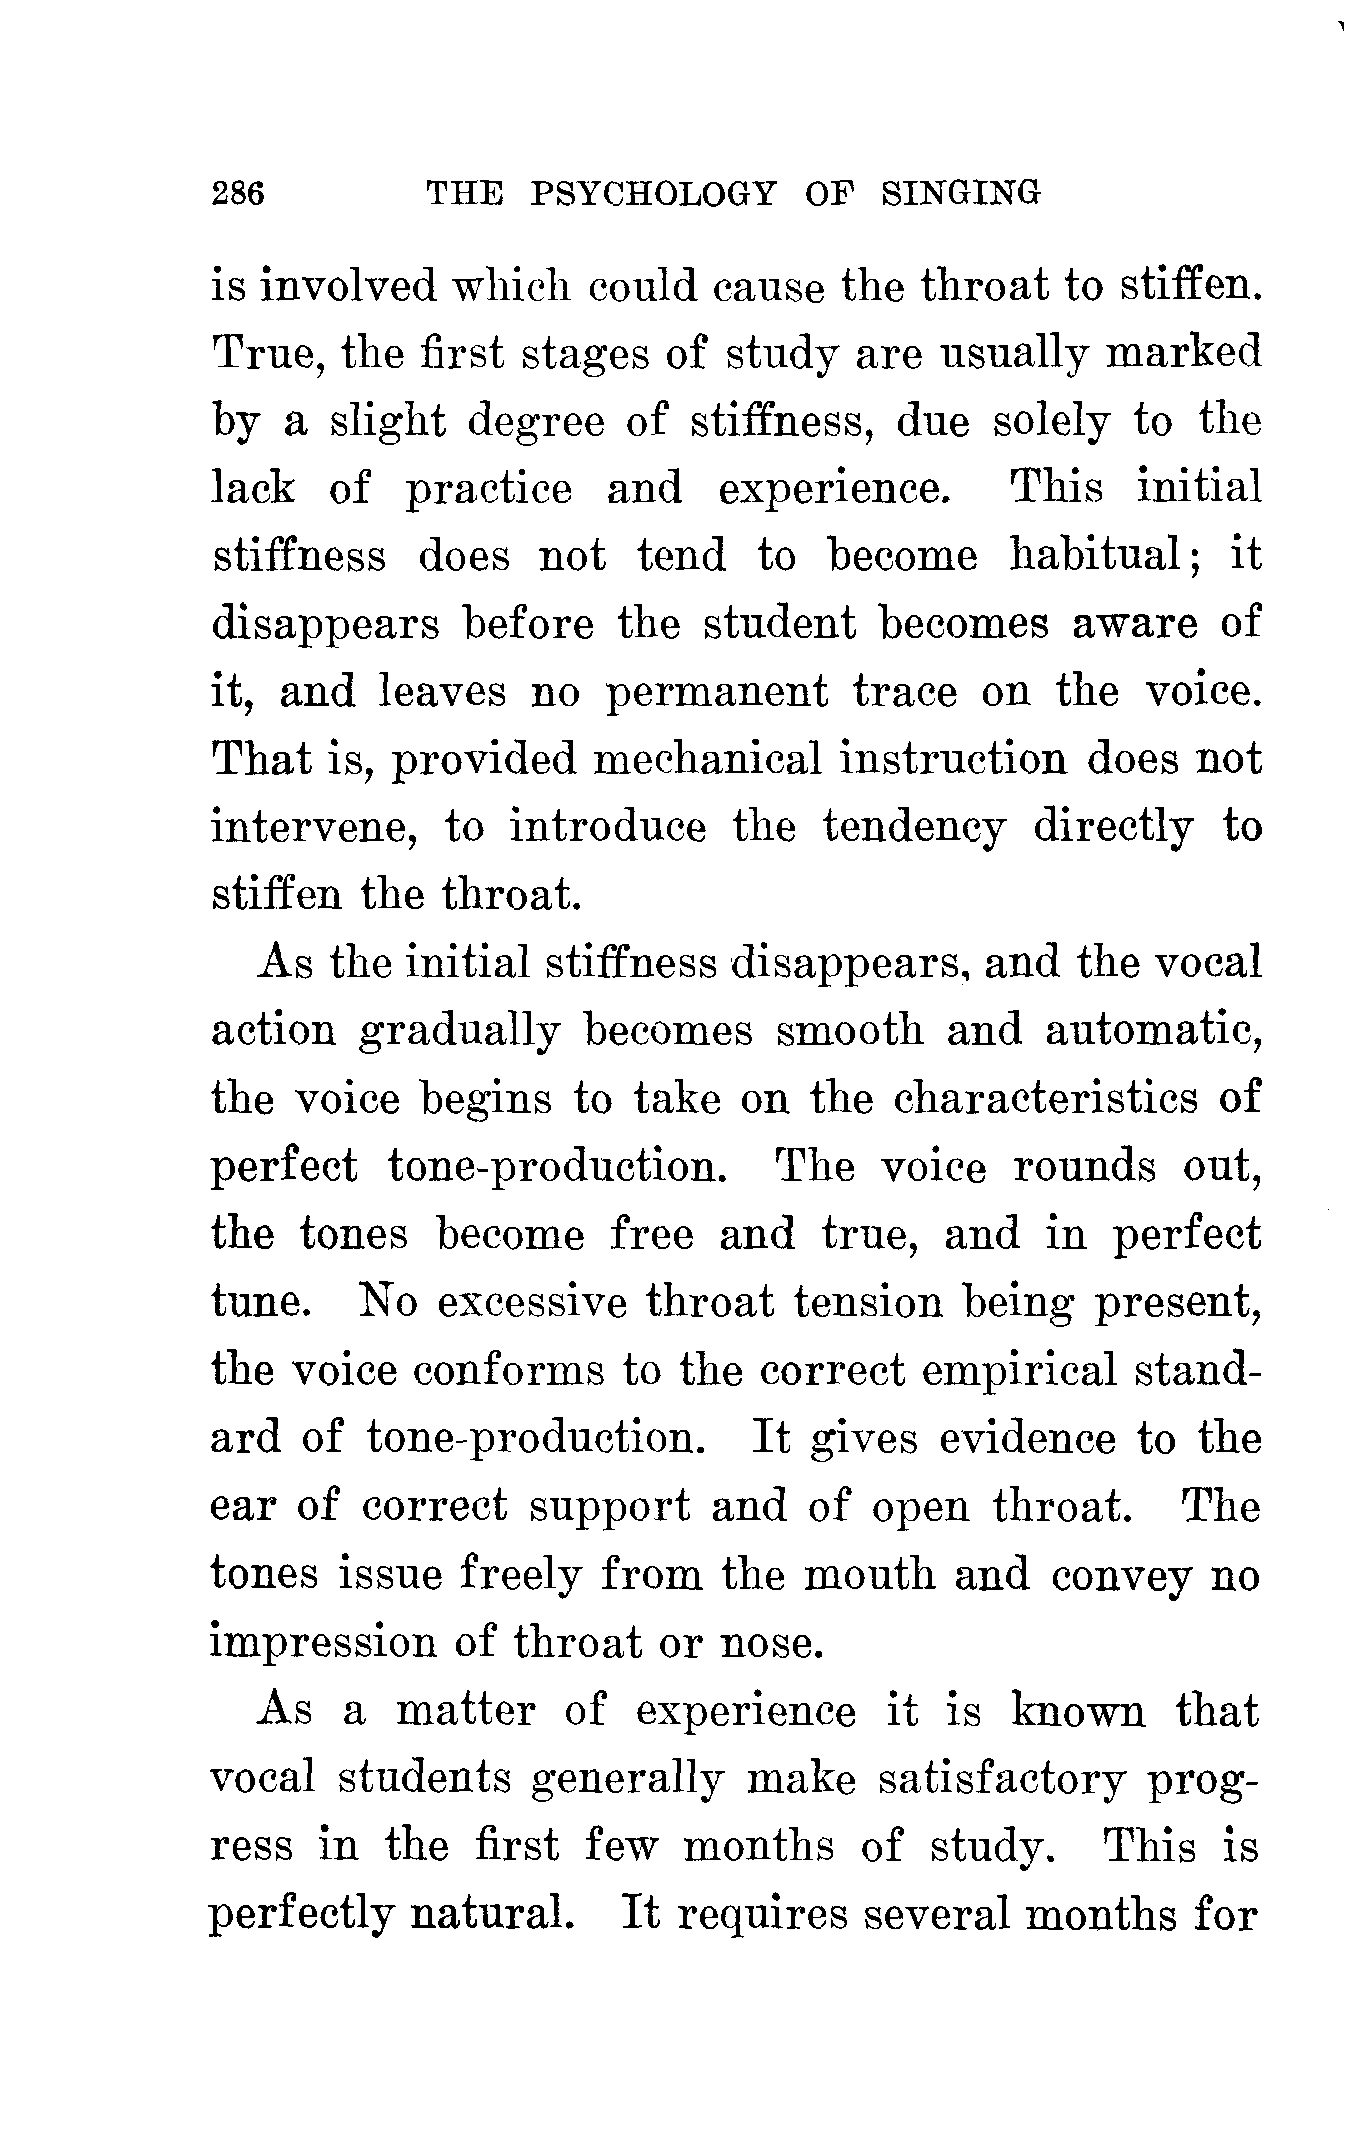 286 THE PSYCHOLOGY OF SINGING
is involved which could cause the throat to stiffen.
True, the first stages of study are usually marked
by a slight degree of stiffness, due solely to the
lack of practice and experience. This initial
stiffness does not tend to become habitual; it
disappears before the student becomes aware of
it, and leaves no permanent trace on the voice.
That is, provided mechanical instruction does not
intervene, to introduce the tendency directly to
stiffen the throat.
As the initial stiffness disappears, and the vocal
action gradually becomes smooth and automatic,
the voice begins to take on the characteristics of
perfect tone-production. The voice rounds out,
the tones become free and true, and in perfect
tune. No excessive throat tension being present,
the voice conforms to the correct empirical stand-
ard of tone-production. It gives evidence to the
ear of correct support and of open throat. The
tones issue freely from the mouth and convey no
impression of throat or nose.
As a matter of experience it is known that
vocal students generally make satisfactory prog-
ress in the first few months of study. This is
perfectly natural. It requires several months for